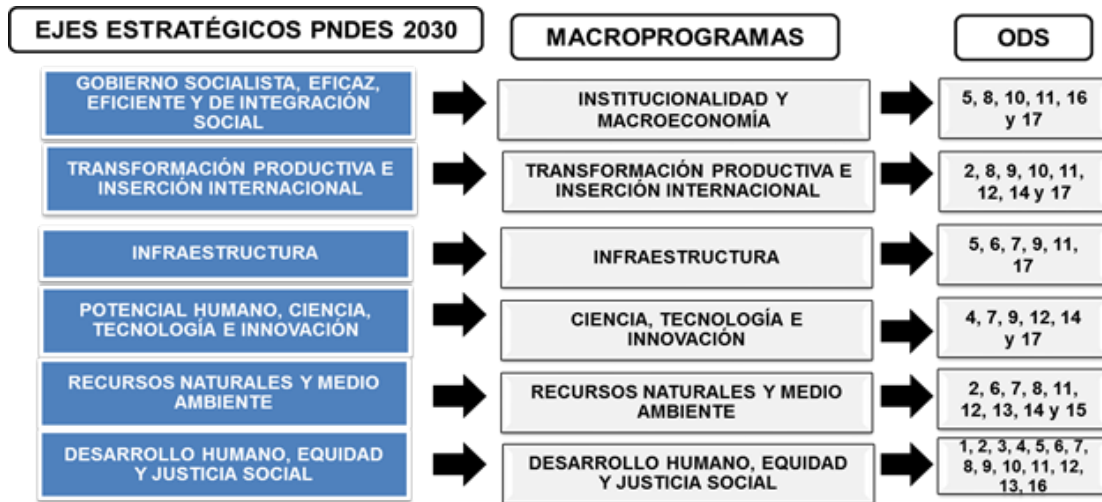 EJES ESTRATÉGICOS PNDES 2030
MACROPROGRAMAS
ODS
GOBIERNO SOCIALISTA, EFICAZ,
EFICIENTE Y DE INTEGRACIÓN
SOCIAL
INSTITUCIONALIDAD Y
MACROECONOMÍA
5, 8, 10, 11, 16
y 17
TRANSFORMACIÓN PRODUCTIVA E
INSERCIÓN INTERNACIONAL
TRANSFORMACIÓN PRODUCTIVA E
INSERCIÓN INTERNACIONAL
2, 8, 9, 10, 11,
12, 14 y 17
INFRAESTRUCTURA
INFRAESTRUCTURA
5, 6, 7, 9, 11,
17
POTENCIAL HUMANO, CIENCIA,
TECNOLOGÍA E INNOVACIÓN
CIENCIA, TECNOLOGÍA E
INNOVACIÓN
4, 7, 9, 12, 14
y 17
RECURSOS NATURALES Y MEDIO
AMBIENTE
RECURSOS NATURALES Y MEDIO
AMBIENTE
2, 6, 7, 8, 11,
12, 13, 14 y 15
DESARROLLO HUMANO, EQUIDAD
Y JUSTICIA SOCIAL
DESARROLLO HUMANO, EQUIDAD
Y JUSTICIA SOCIAL
1, 2, 3, 4, 5, 6, 7,
8, 9, 10, 11, 12,
13, 16